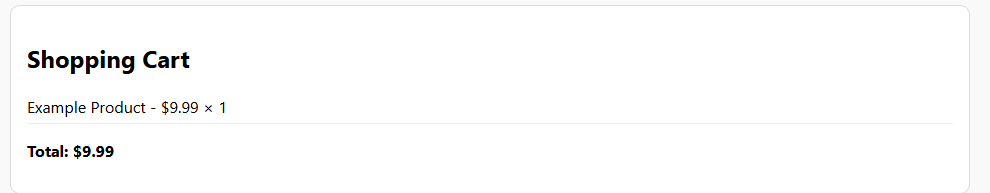 Shopping Cart
Example Product - $9.99 × 1
Total: $9.99